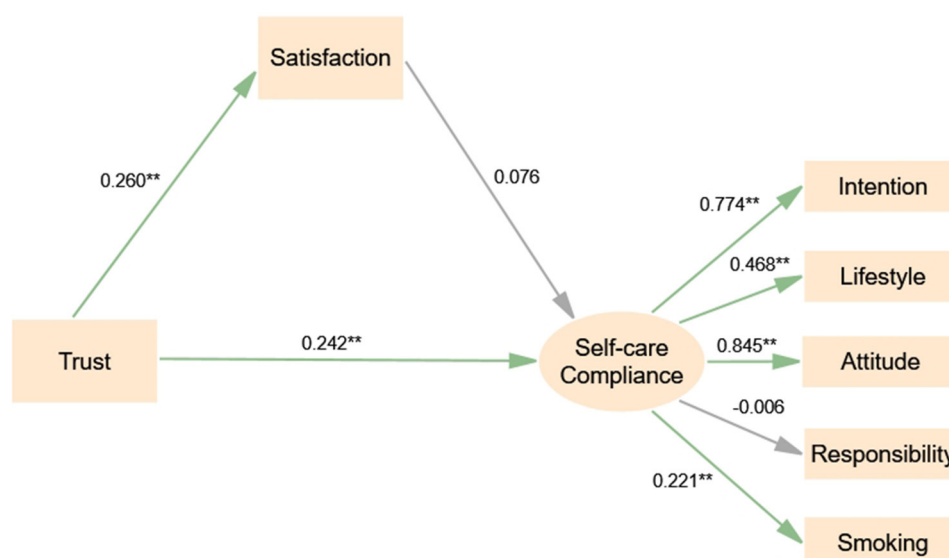 Satisfaction
0.260**
0.076
Intention
0.774**
0.468**
Lifestyle
Trust
0.242**
Self-care
Compliance
0.845**
Attitude
-0.006
Responsibility
0.221**
Smoking